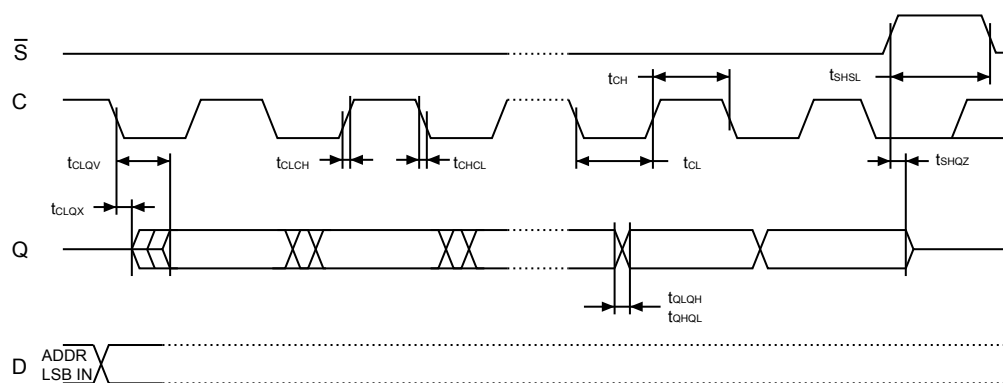 S̅
tCH
tSHSL
C
tCLQV
tCLCH
tCHCL
tCL
tSHQZ
tCLQX
Q
tQLQH
tQHQL
D
ADDR
LSB IN